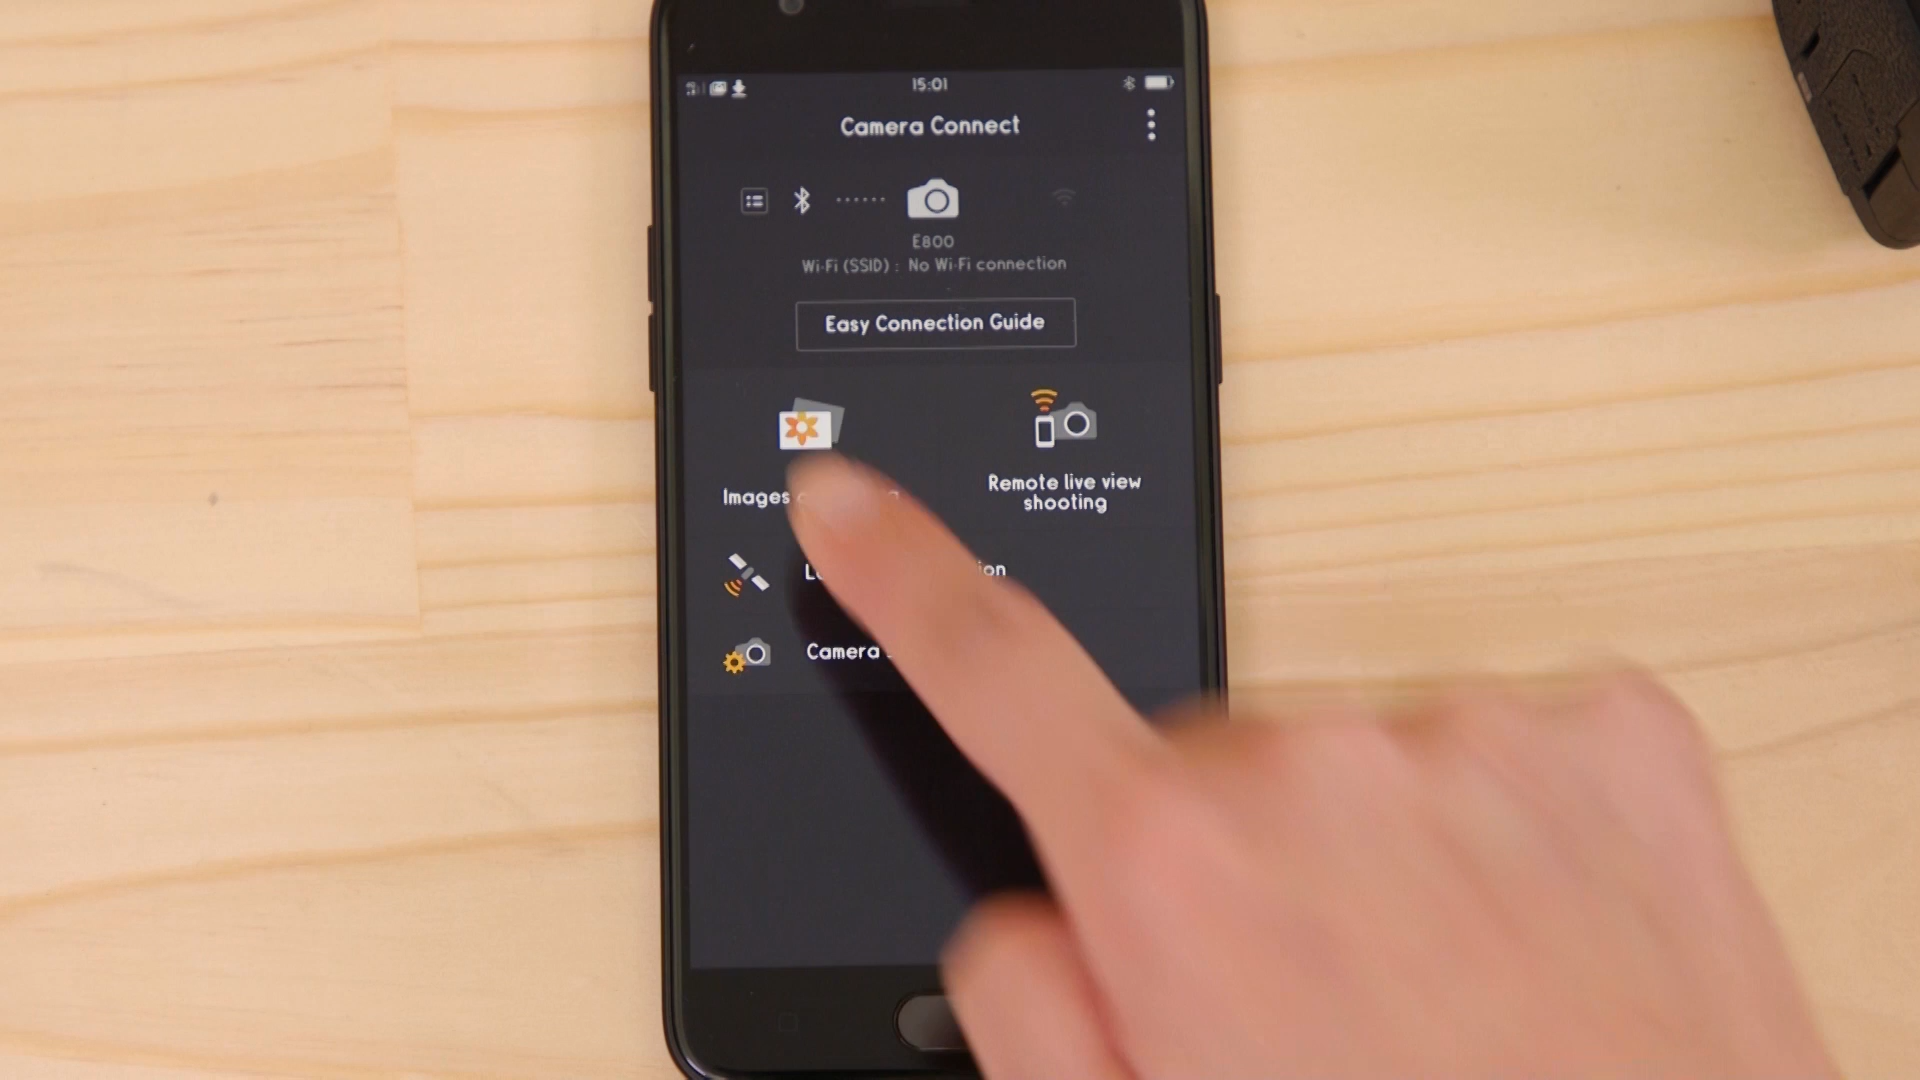 15:01
Camera Connect
E800
Wi-Fi (SSID) : No Wi-Fi connection
Easy Connection Guide
Images
Remote live view
shooting
Camera